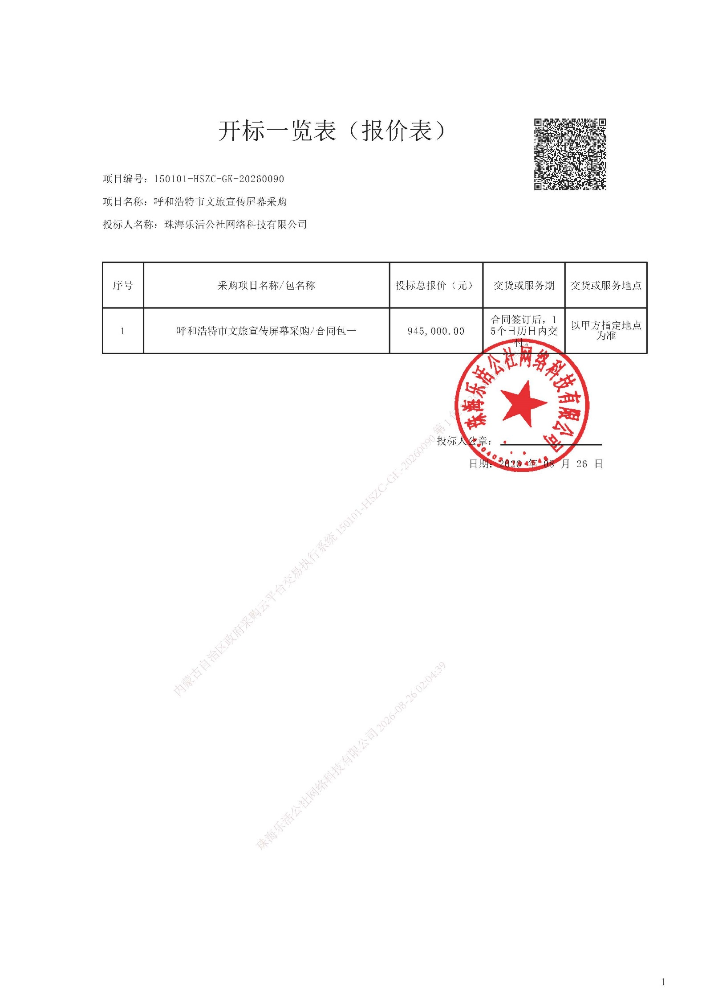 开标一览表（报价表）
项目编号：150101-HSZC-GK-20260090
项目名称：呼和浩特市文旅宣传屏幕采购
投标人名称：珠海乐活公社网络科技有限公司
序号
采购项目名称/包名称
投标总报价（元）
交货或服务期
交货或服务地点
1
呼和浩特市文旅宣传屏幕采购/合同包一
945,000.00
合同签订后，1
5个日历日内交
付。
以甲方指定地点
为准
珠海乐活公社网络科技有限公司
投标人公章：
日期：2026 年 08 月 26 日
内蒙古自治区政府采购云平台交易执行系统 150101-HSZC-GK-20260090 第 1 包
珠海乐活公社网络科技有限公司 2026-08-26 02:04:39
1